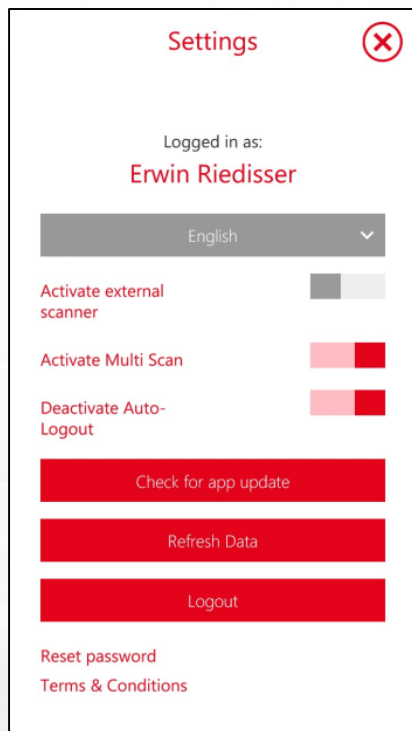 Settings
Logged in as:
Erwin Riedisser
English
Activate external
scanner
Activate Multi Scan
Deactivate Auto-
Logout
Check for app update
Refresh Data
Logout
Reset password
Terms & Conditions